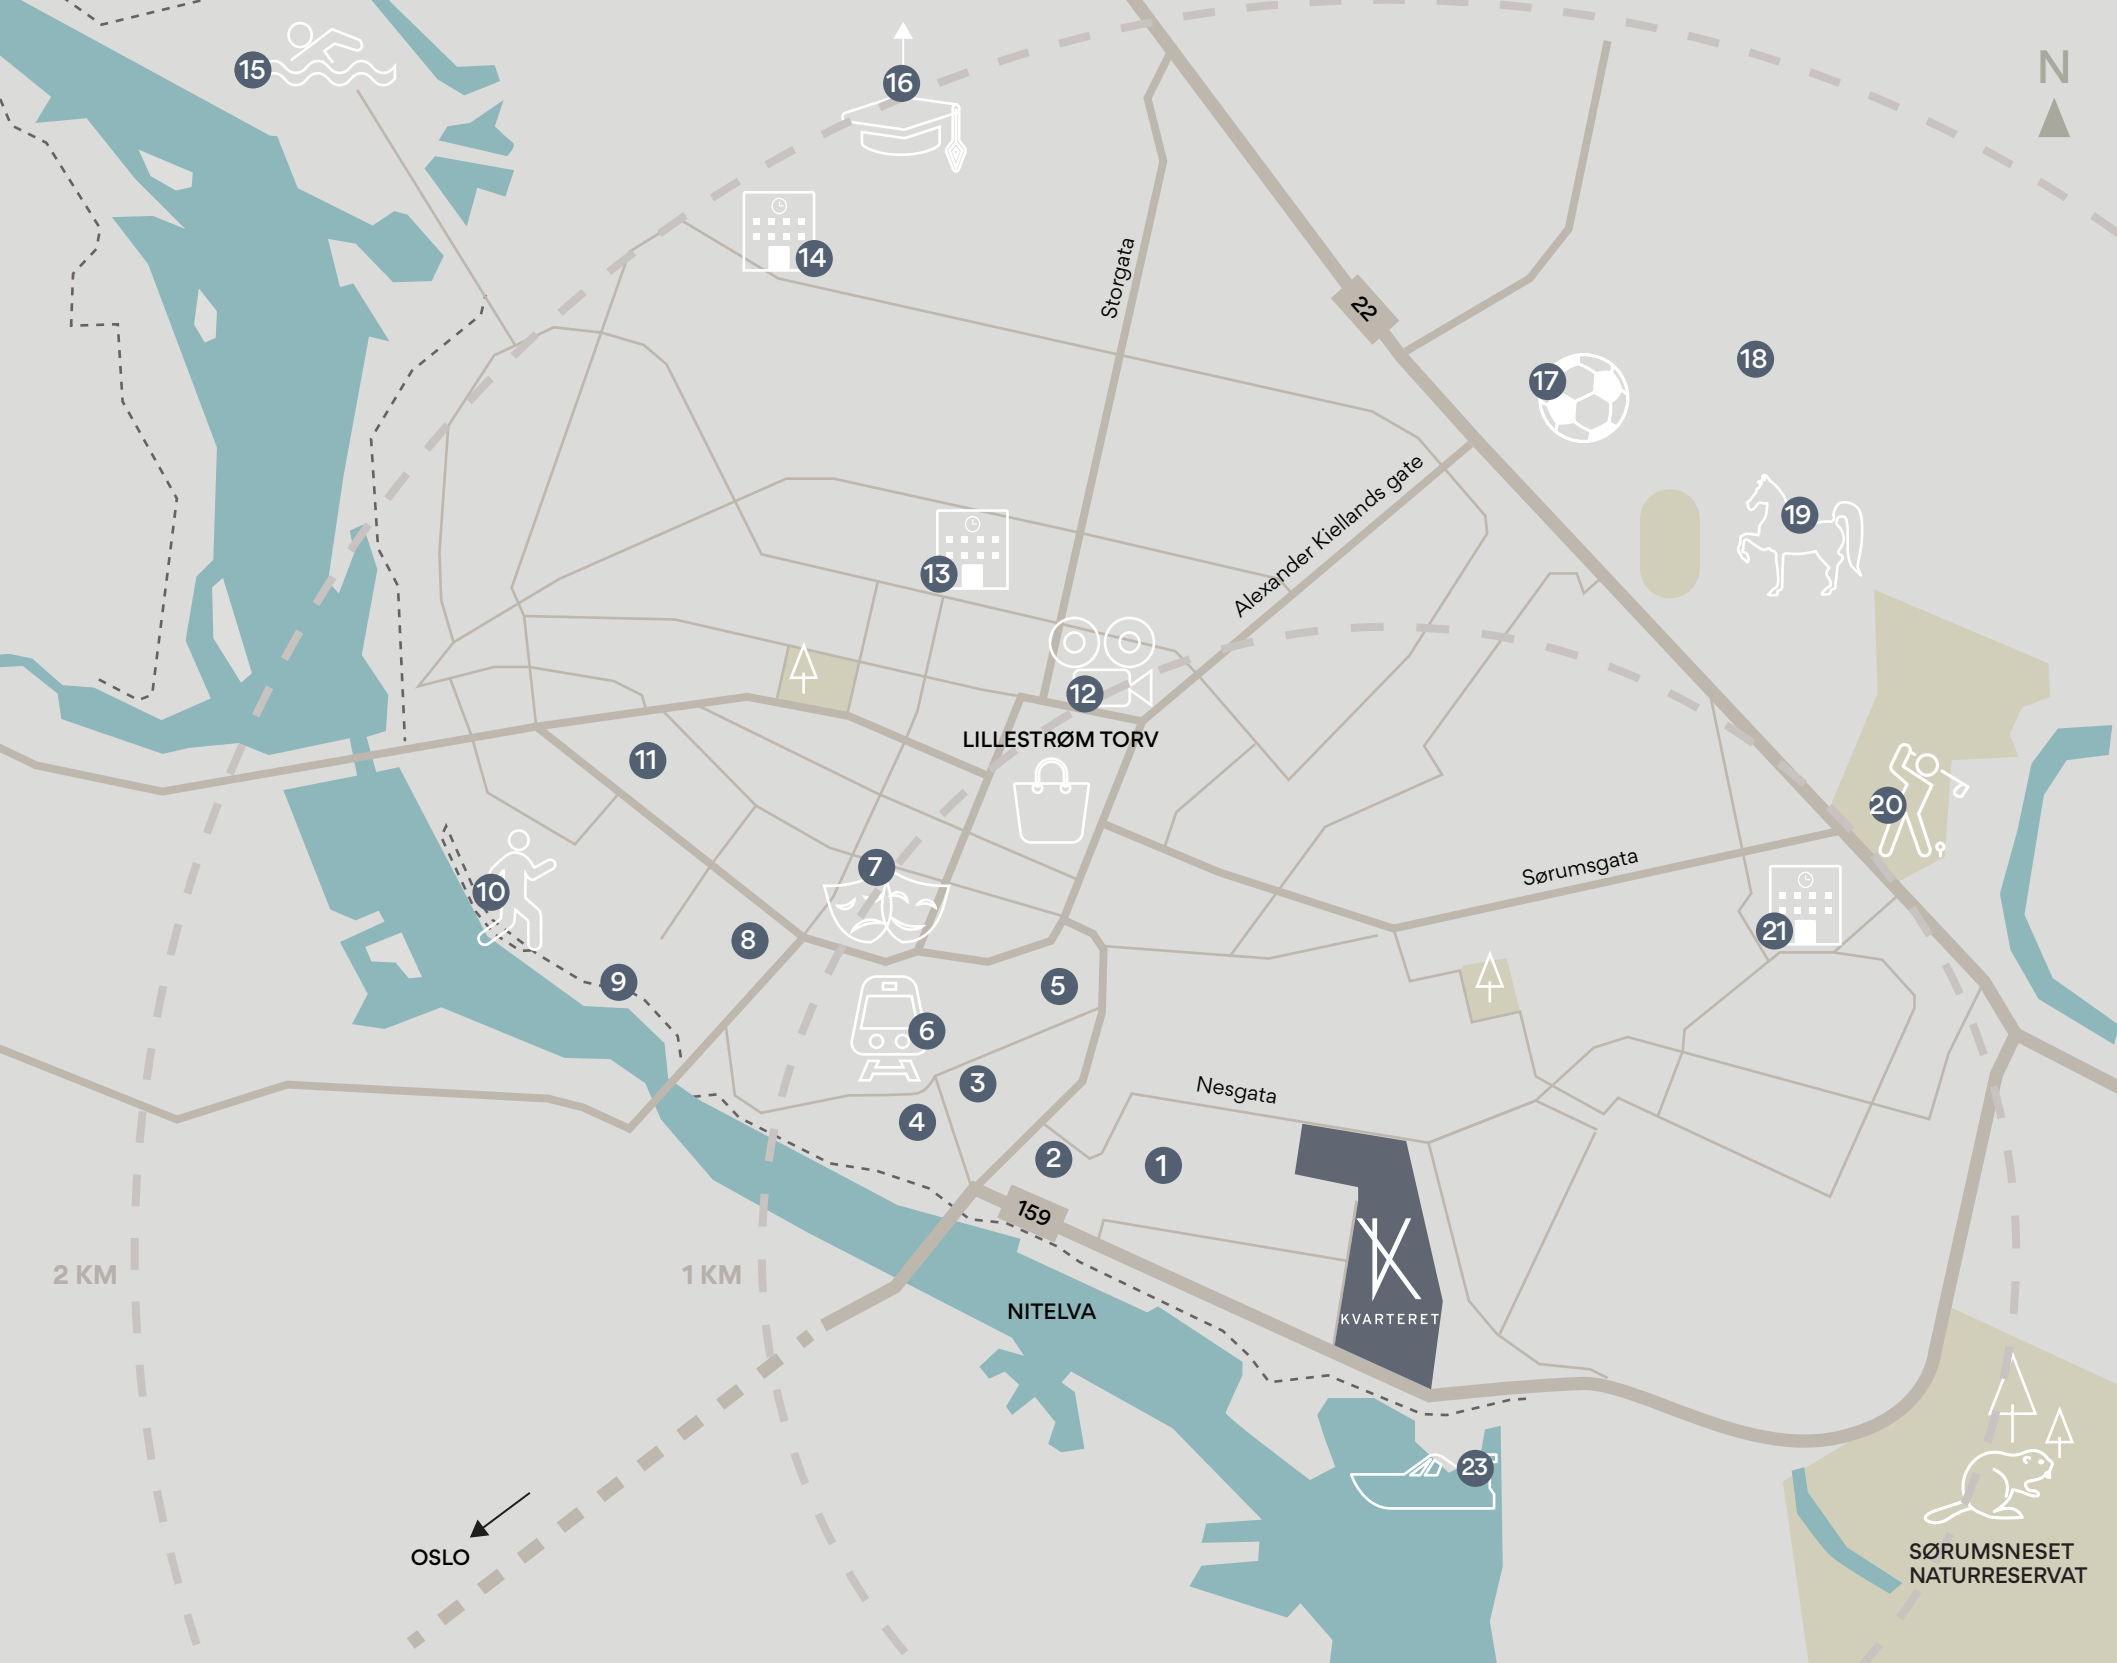 15
16
N
14
Storgata
22
17
18
Alexander Kiellands gate
19
13
12
LILLESTRØM TORV
11
20
Sørumsgata
7
10
21
8
9
5
6
3
Nesgata
4
2
1
159
2 KM
1 KM
NITELVA
KVARTERET
23
OSLO
SØRUMSNESET
NATURRESERVAT